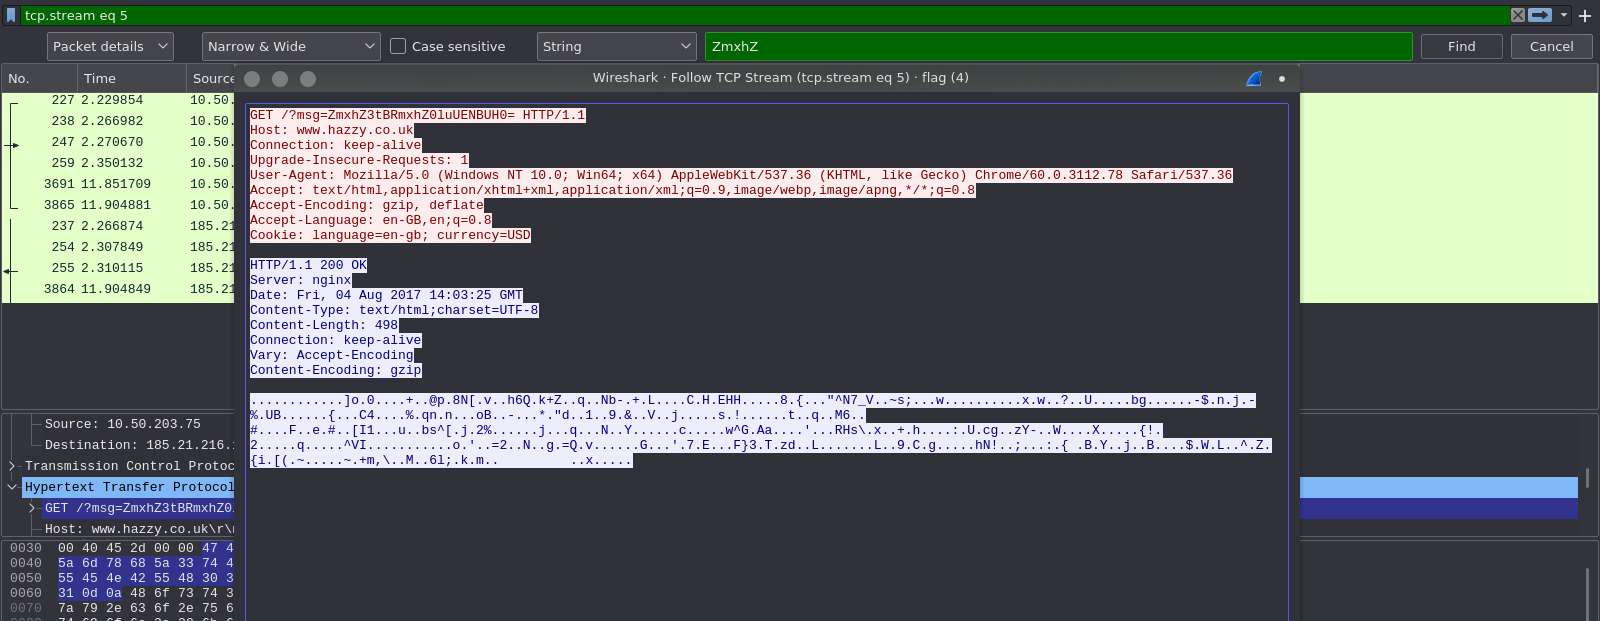 tcp.stream eq 5
Packet details Narrow & Wide Case sensitive String ZmxhZ Find Cancel
No. Time Source
Wireshark · Follow TCP Stream (tcp.stream eq 5) · flag (4)
227 2.229854 10.50.
238 2.266982 10.50.
247 2.270670 10.50.
259 2.350132 10.50.
3691 11.851709 10.50.
3865 11.904881 10.50.
237 2.266874 185.21
254 2.307849 185.21
255 2.310115 185.21
3864 11.904849 185.21
GET /?msg=ZmxhZ3tBRmxhZ0luUENBUH0= HTTP/1.1
Host: www.hazzy.co.uk
Connection: keep-alive
Upgrade-Insecure-Requests: 1
User-Agent: Mozilla/5.0 (Windows NT 10.0; Win64; x64) AppleWebKit/537.36 (KHTML, like Gecko) Chrome/60.0.3112.78 Safari/537.36
Accept: text/html,application/xhtml+xml,application/xml;q=0.9,image/webp,image/apng,*/*;q=0.8
Accept-Encoding: gzip, deflate
Accept-Language: en-GB,en;q=0.8
Cookie: language=en-gb; currency=USD
HTTP/1.1 200 OK
Server: nginx
Date: Fri, 04 Aug 2017 14:03:25 GMT
Content-Type: text/html;charset=UTF-8
Content-Length: 498
Connection: keep-alive
Vary: Accept-Encoding
Content-Encoding: gzip
............]o.0....+..@p.8N[.v..h6Q.k+Z..q..Nb-.+.L....C.H.EHH.....8.{..."^N7_V..~s;...w..........x.w..?..U.....bg......-$.n.j.-
%.UB......{...C4....%.qn.n...oB..-...*."d..1..9.&..V..j.....s.!......t..q..M6..
#....F..e.#..[I1...u..bs^[.j.2%......j...q...N..Y......c.....w^G.Aa....'...RHs\.x..+.h....:.U.cg..zY-..W....X.....{!.
2.....q.....^VI...........o.'..=2..N..g.=Q.v......G...'.7.E...F}3.T.zd..L.......L..9.C.g.....hN!..;...:.{ .B.Y..j..B....$.W.L..^.Z.
{i.[(.~.....~.+m,\..M..6l;.k.m.. ..x.....
Source: 10.50.203.75
Destination: 185.21.216.
Transmission Control Protoc
Hypertext Transfer Protocol
GET /?msg=ZmxhZ3tBRmxhZ0
Host: www.hazzy.co.uk\r\
0030 00 40 45 2d 00 00 47 4
0040 5a 6d 78 68 5a 33 74 4
0050 55 45 4e 42 55 48 30 3
0060 31 0d 0a 48 6f 73 74 3
0070 7a 79 2e 63 6f 2e 75 6